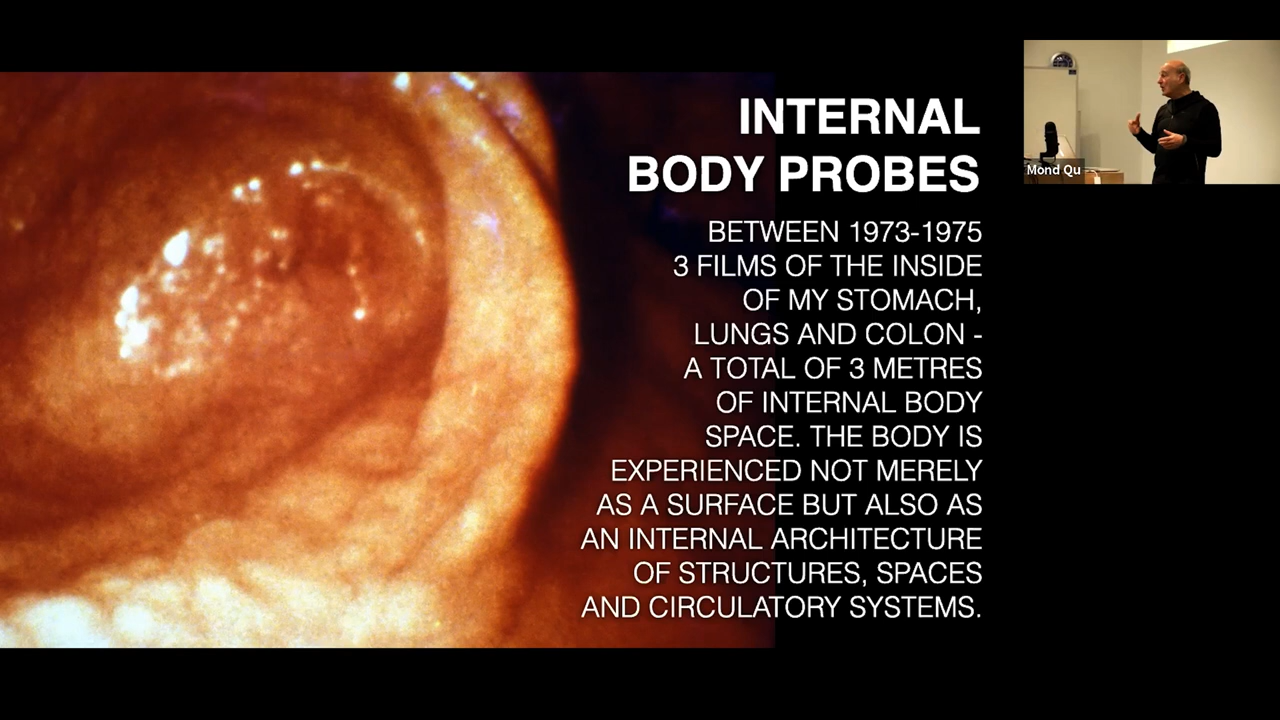 INTERNAL
BODY PROBES
BETWEEN 1973-1975
3 FILMS OF THE INSIDE
OF MY STOMACH,
LUNGS AND COLON -
A TOTAL OF 3 METRES
OF INTERNAL BODY
SPACE. THE BODY IS
EXPERIENCED NOT MERELY
AS A SURFACE BUT ALSO AS
AN INTERNAL ARCHITECTURE
OF STRUCTURES, SPACES
AND CIRCULATORY SYSTEMS.
Mond Qu